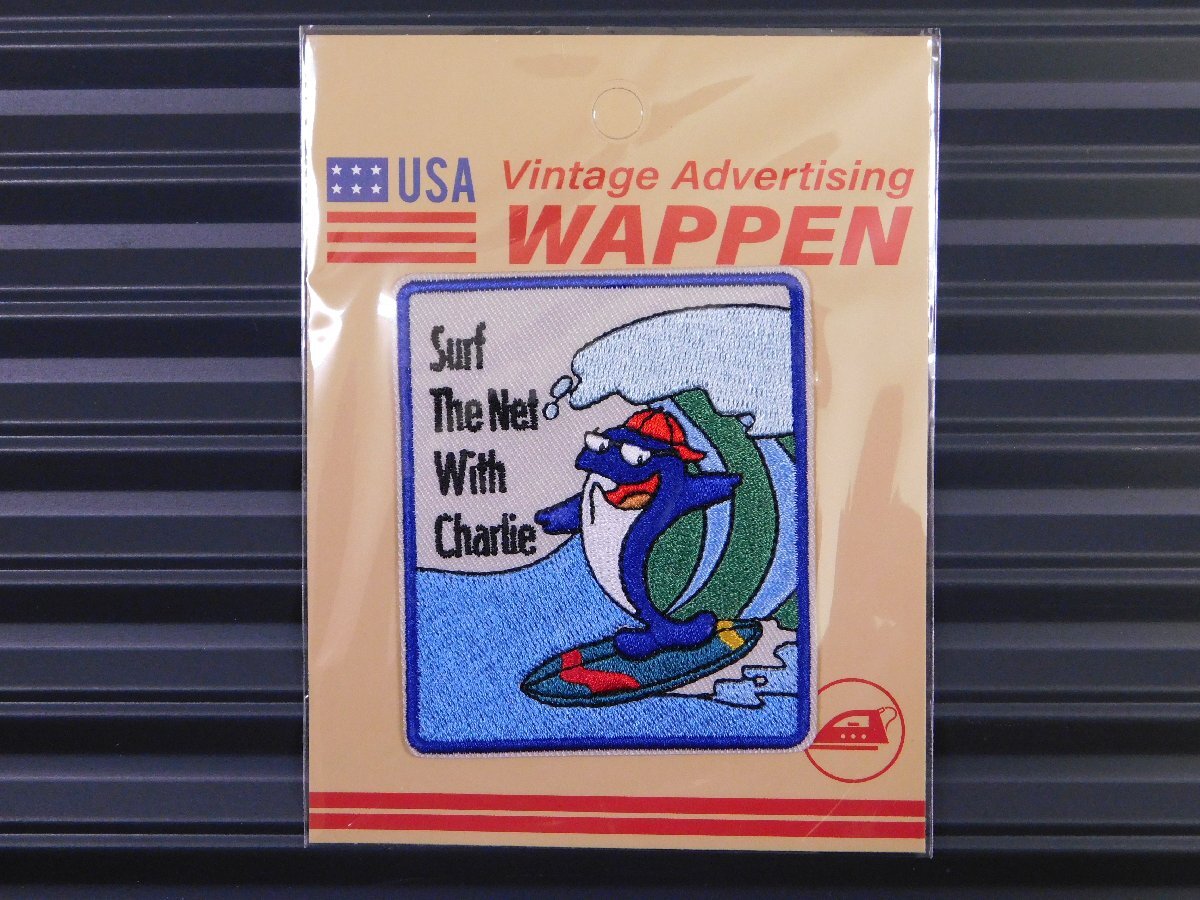 USA
Vintage Advertising
WAPPEN
Surf
The Net
With
Charlie